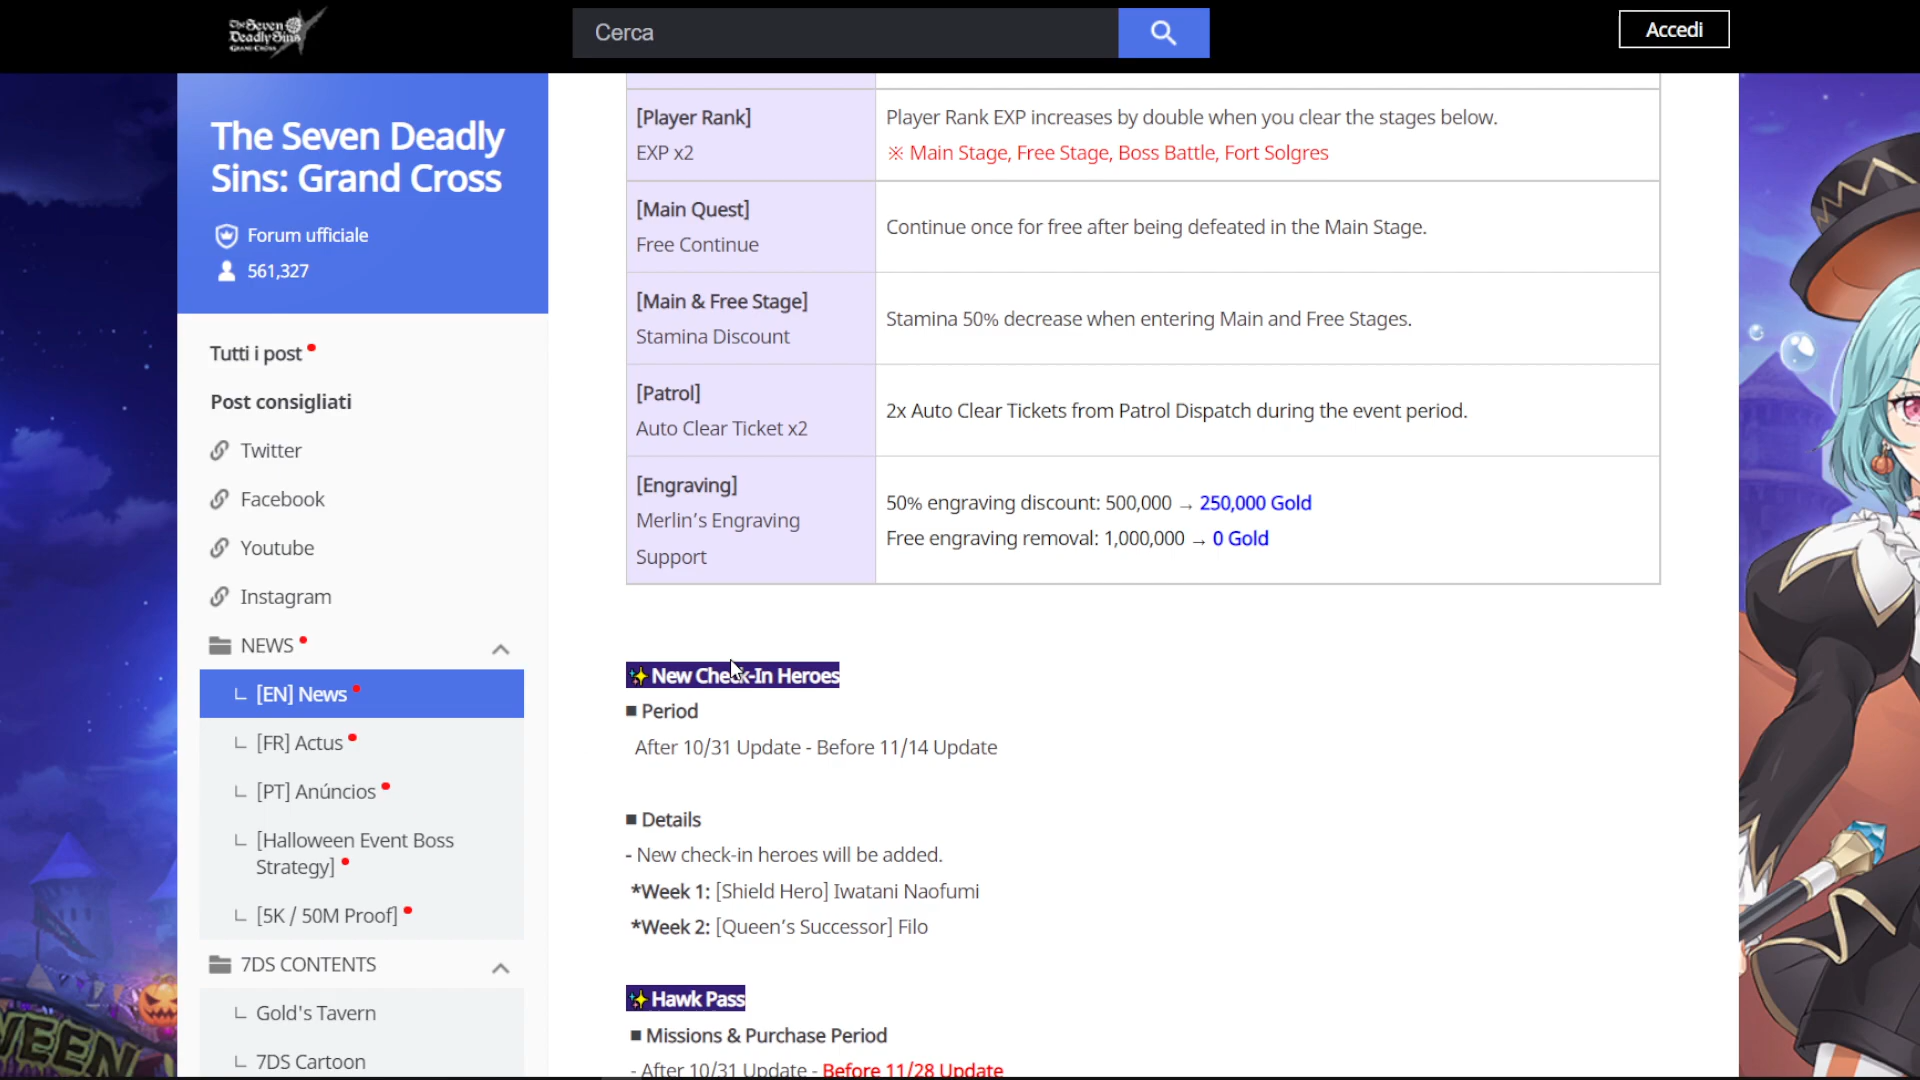 The Seven
Deadly Sins
GRAND CROSS
Cerca
Accedi
The Seven Deadly
Sins: Grand Cross
Forum ufficiale
561,327
Tutti i post
Post consigliati
Twitter
Facebook
Youtube
Instagram
NEWS
[EN] News
[FR] Actus
[PT] Anúncios
[Halloween Event Boss
Strategy]
[5K / 50M Proof]
7DS CONTENTS
Gold's Tavern
7DS Cartoon
[Player Rank]
EXP x2
Player Rank EXP increases by double when you clear the stages below.
※ Main Stage, Free Stage, Boss Battle, Fort Solgres
[Main Quest]
Free Continue
Continue once for free after being defeated in the Main Stage.
[Main & Free Stage]
Stamina Discount
Stamina 50% decrease when entering Main and Free Stages.
[Patrol]
Auto Clear Ticket x2
2x Auto Clear Tickets from Patrol Dispatch during the event period.
[Engraving]
Merlin's Engraving
Support
50% engraving discount: 500,000 → 250,000 Gold
Free engraving removal: 1,000,000 → 0 Gold
✨ New Check-In Heroes
■ Period
After 10/31 Update - Before 11/14 Update
■ Details
- New check-in heroes will be added.
*Week 1: [Shield Hero] Iwatani Naofumi
*Week 2: [Queen's Successor] Filo
✨ Hawk Pass
■ Missions & Purchase Period
- After 10/31 Update - Before 11/28 Update